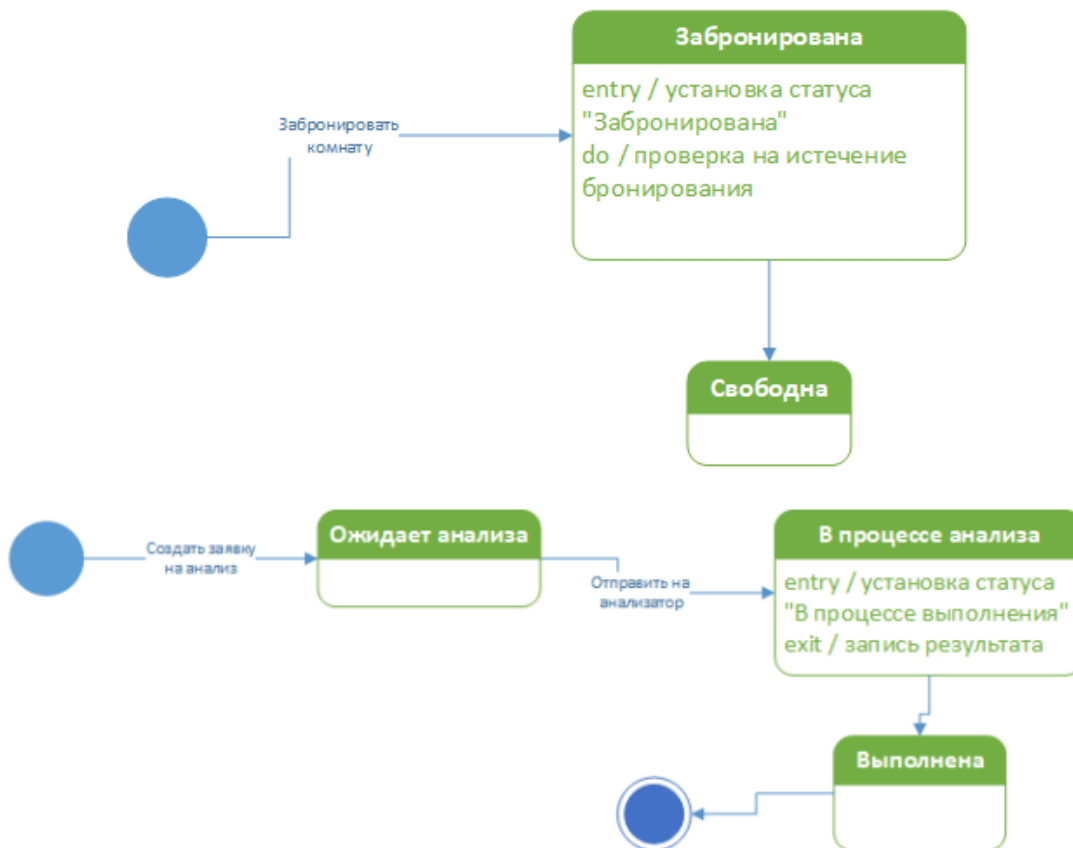 Забронирована
entry / установка статуса
"Забронирована"
do / проверка на истечение
бронирования
Забронировать
комнату
Свободна
Создать заявку
на анализ
Ожидает анализа
Отправить на
анализатор
В процессе анализа
entry / установка статуса
"В процессе выполнения"
exit / запись результата
Выполнена